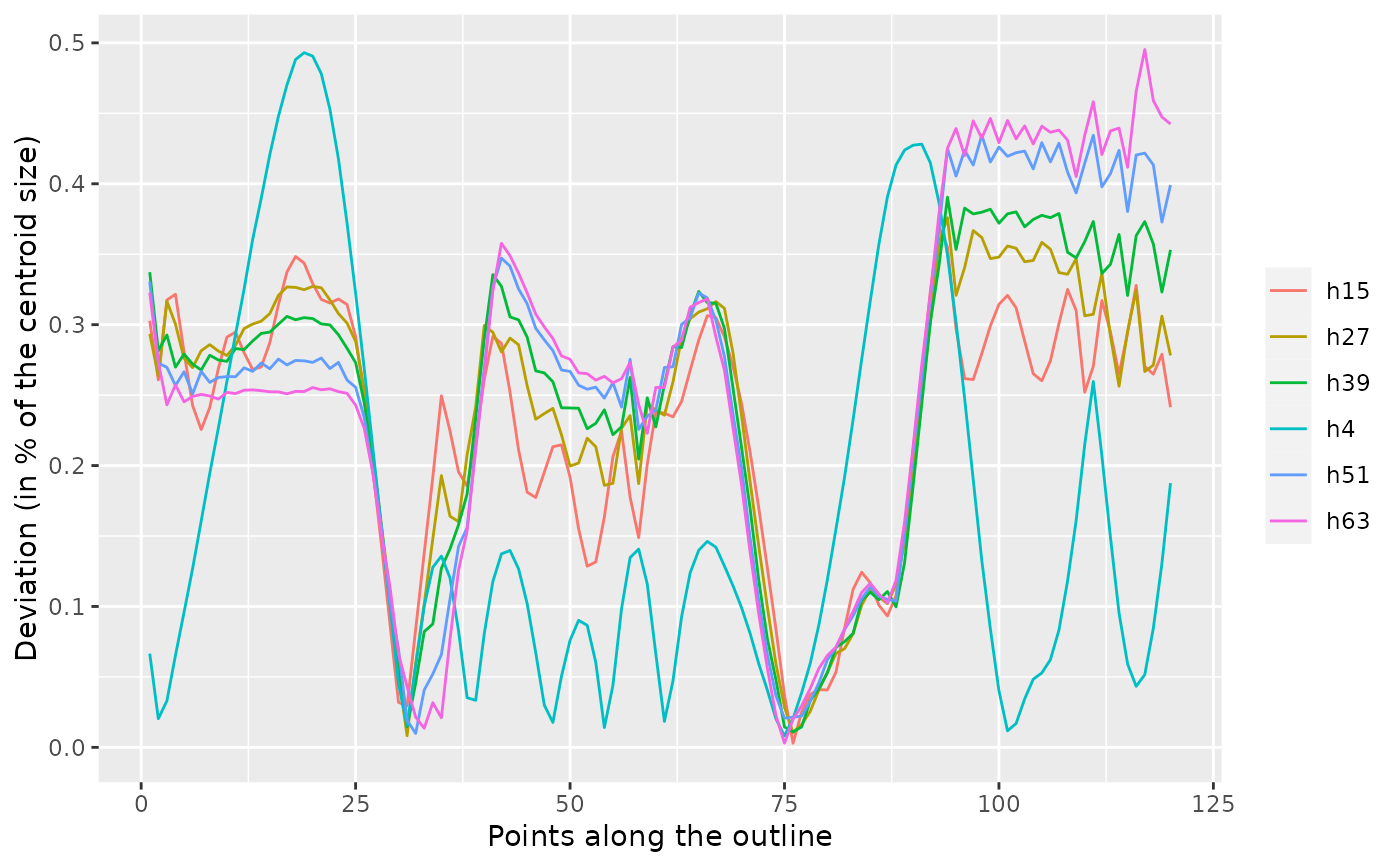 Deviation (in % of the centroid size)
0.5
0.4
0.3
0.2
0.1
0.0
0 25 50 75 100 125
Points along the outline
h15
h27
h39
h4
h51
h63